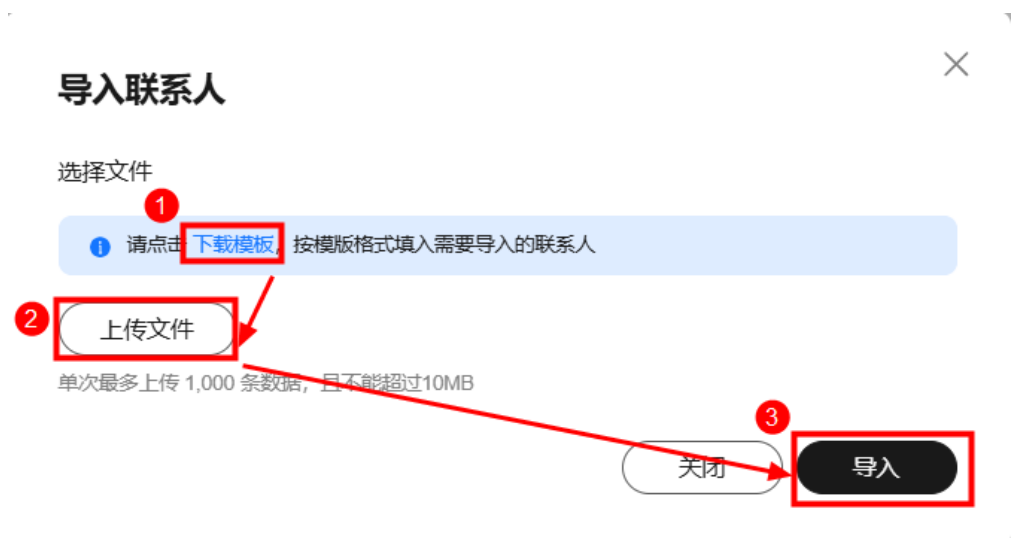 导入联系人
选择文件
1
请点击 下载模板，按模版格式填入需要导入的联系人
2
上传文件
单次最多上传 1,000 条数据，且不能超过10MB
3
关闭
导入